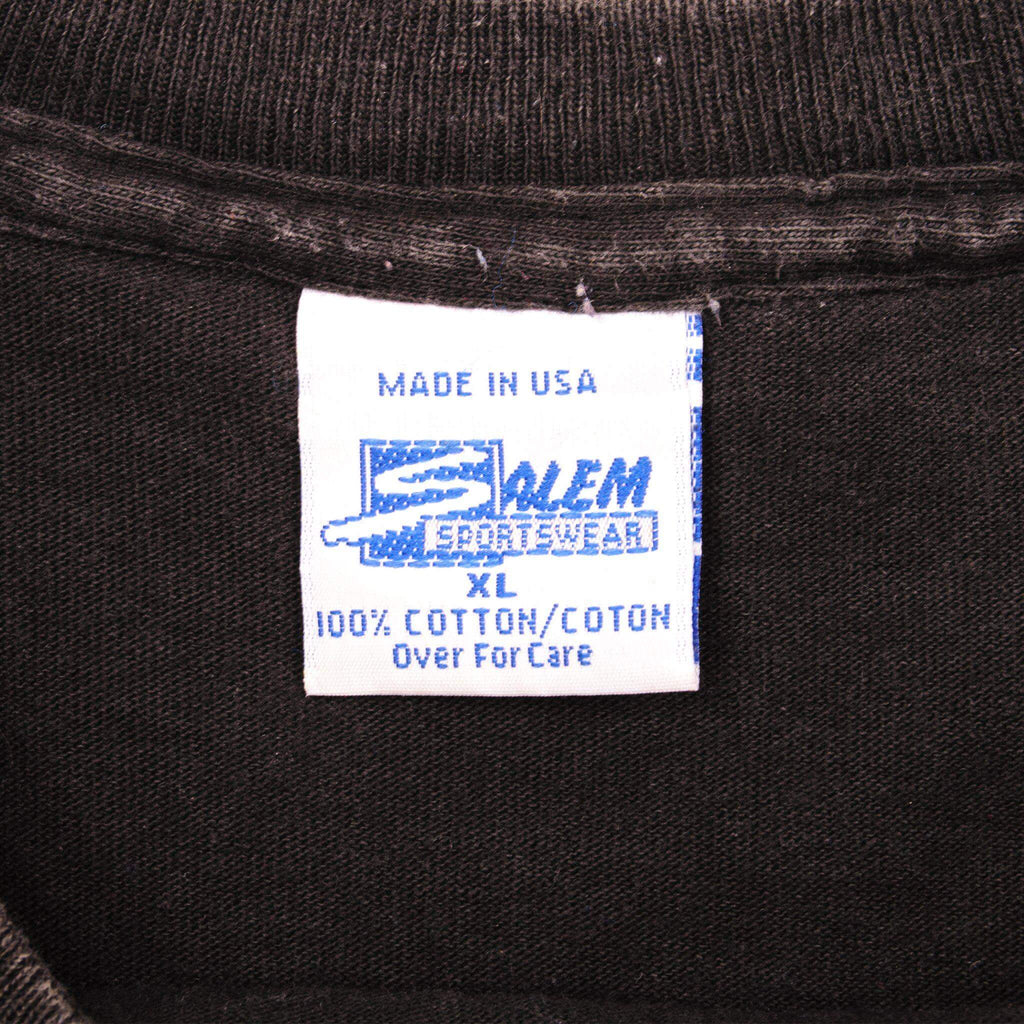 MADE IN USA
SALEM
SPORTSWEAR
XL
100% COTTON/COTON
Over For Care